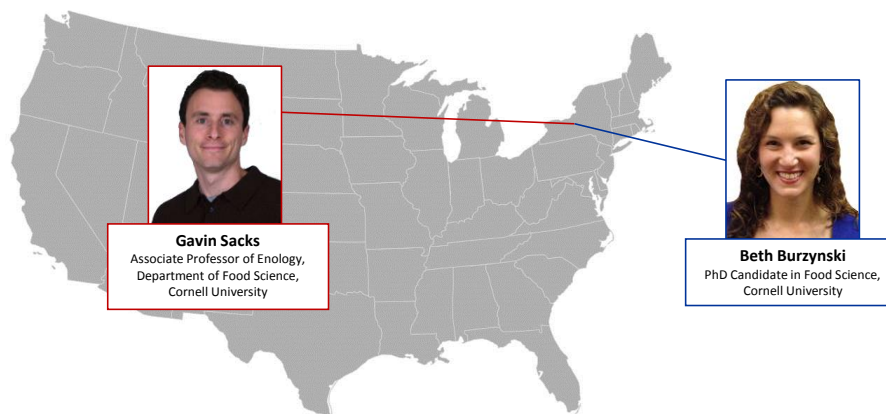 Gavin Sacks
Associate Professor of Enology,
Department of Food Science,
Cornell University
Beth Burzynski
PhD Candidate in Food Science,
Cornell University